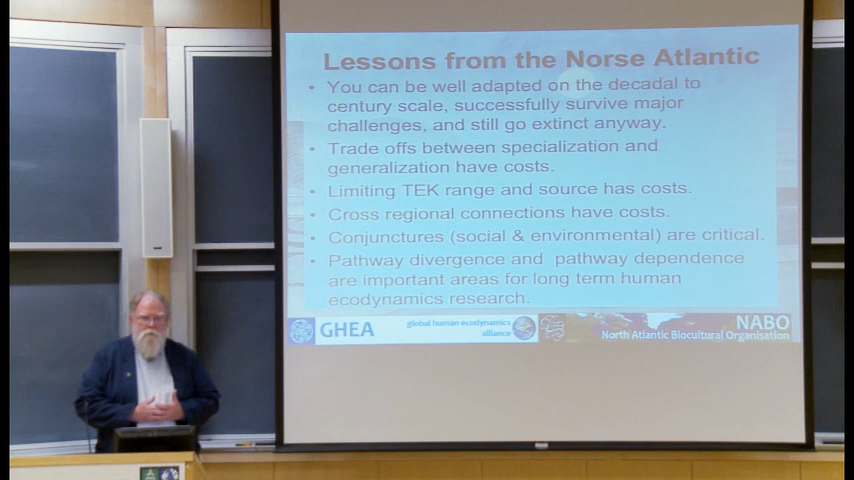 Lessons from the Norse Atlantic
• You can be well adapted on the decadal to
century scale, successfully survive major
challenges, and still go extinct anyway.
• Trade offs between specialization and
generalization have costs.
• Limiting TEK range and source has costs.
• Cross regional connections have costs.
• Conjunctures (social & environmental) are critical.
• Pathway divergence and pathway dependence
are important areas for long term human
ecodynamics research.
GHEA
global human ecodynamics
alliance
NABO
North Atlantic Biocultural Organisation